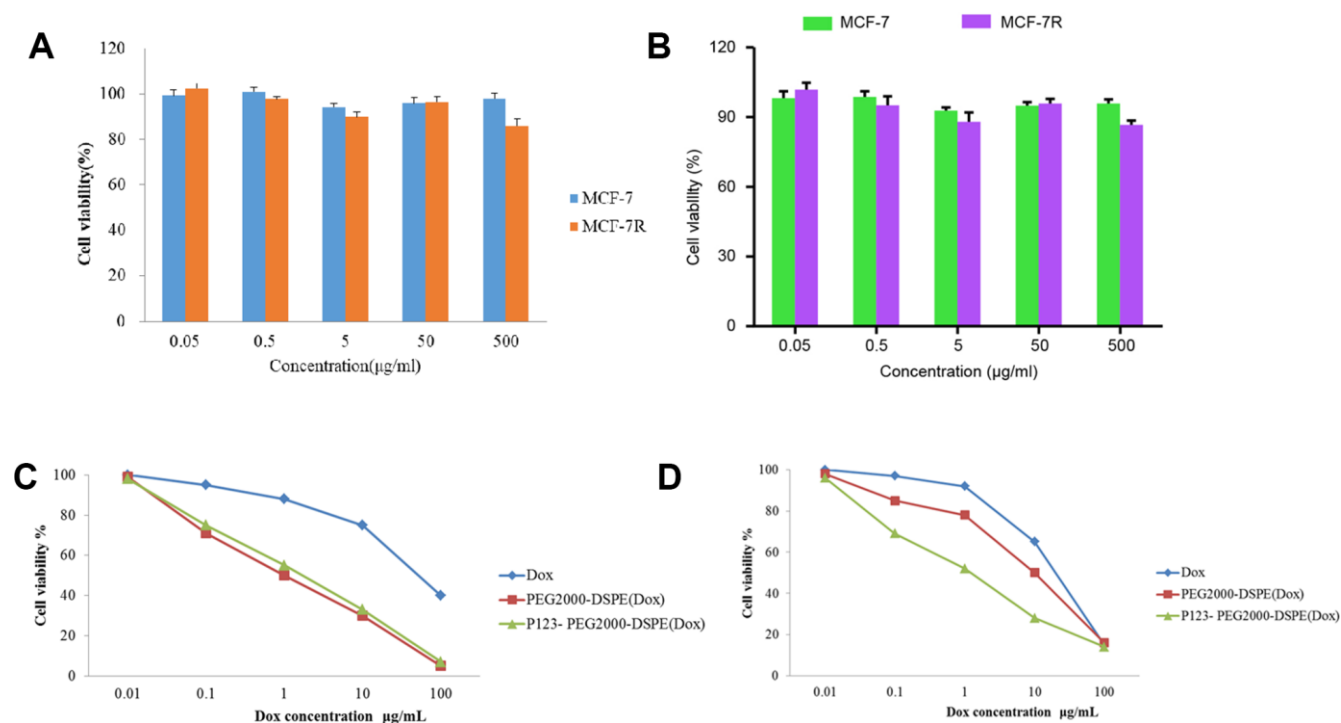 A
120
100
80
60
40
20
0
Cell viability(%)
0.05 0.5 5 50 500
Concentration(µg/ml)
MCF-7
MCF-7R
B
MCF-7 MCF-7R
120
90
60
30
0
Cell viability (%)
0.05 0.5 5 50 500
Concentration (µg/ml)
C
100
80
60
40
20
0
Cell viability %
0.01 0.1 1 10 100
Dox concentration µg/mL
Dox
PEG2000-DSPE(Dox)
P123- PEG2000-DSPE(Dox)
D
100
80
60
40
20
0
Cell viability %
0.01 0.1 1 10 100
Dox concentration µg/mL
Dox
PEG2000-DSPE(Dox)
P123- PEG2000-DSPE(Dox)